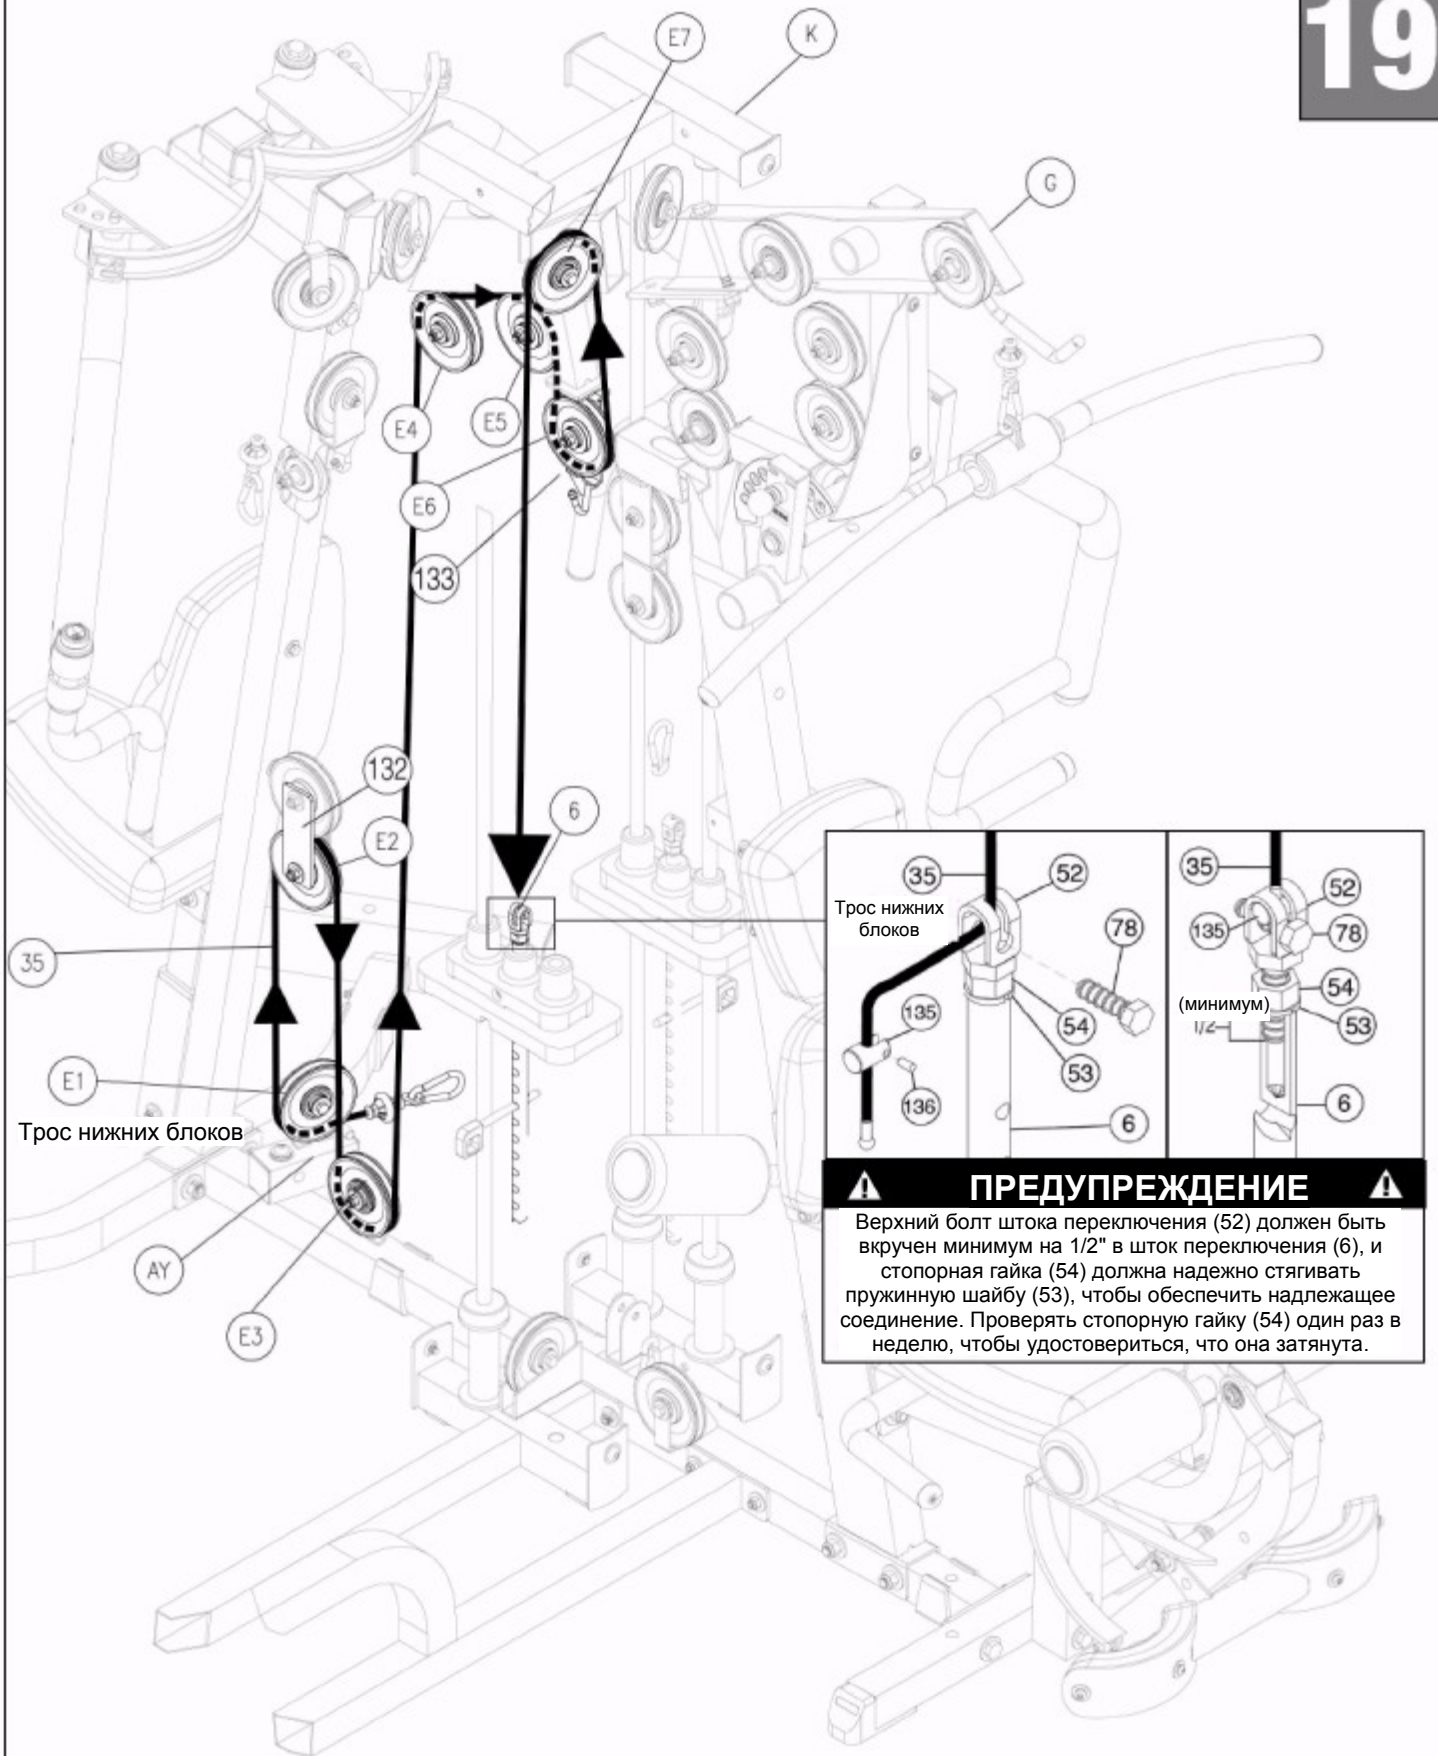 19
E7
K
G
E4
E5
E6
133
132
6
E2
35
E1
Трос нижних блоков
AY
E3
35
52
Трос нижних
блоков
78
135
54
53
136
6
35
52
135
78
54
(минимум)
1/2
53
6
ПРЕДУПРЕЖДЕНИЕ
Верхний болт штока переключения (52) должен быть
вкручен минимум на 1/2" в шток переключения (6), и
стопорная гайка (54) должна надежно стягивать
пружинную шайбу (53), чтобы обеспечить надлежащее
соединение. Проверять стопорную гайку (54) один раз в
неделю, чтобы удостовериться, что она затянута.